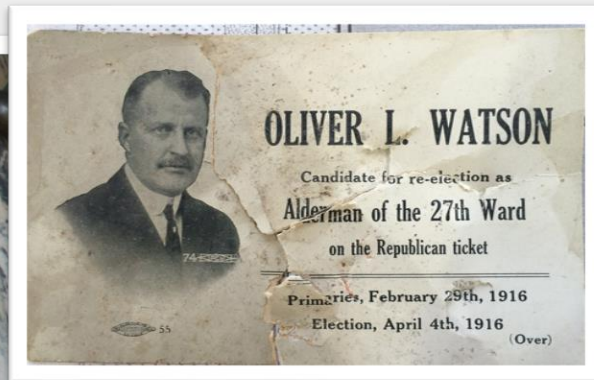 OLIVER L. WATSON
Candidate for re-election as
Alderman of the 27th Ward
on the Republican ticket
Primaries, February 29th, 1916
Election, April 4th, 1916
(Over)
55